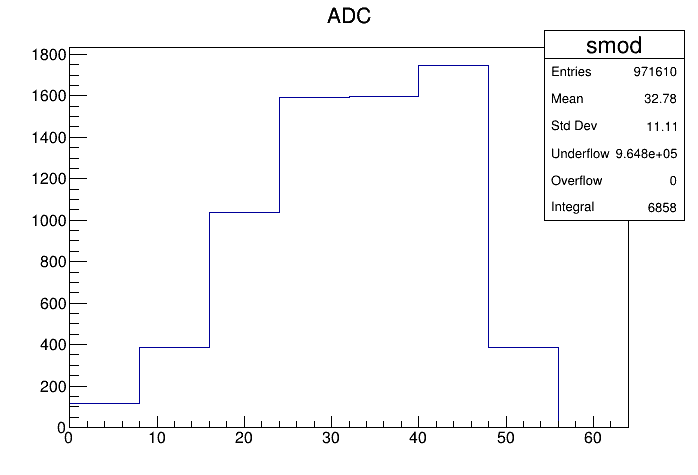 ADC
smod
Entries 971610
Mean 32.78
Std Dev 11.11
Underflow 9.648e+05
Overflow 0
Integral 6858
1800
1600
1400
1200
1000
800
600
400
200
0
0 10 20 30 40 50 60